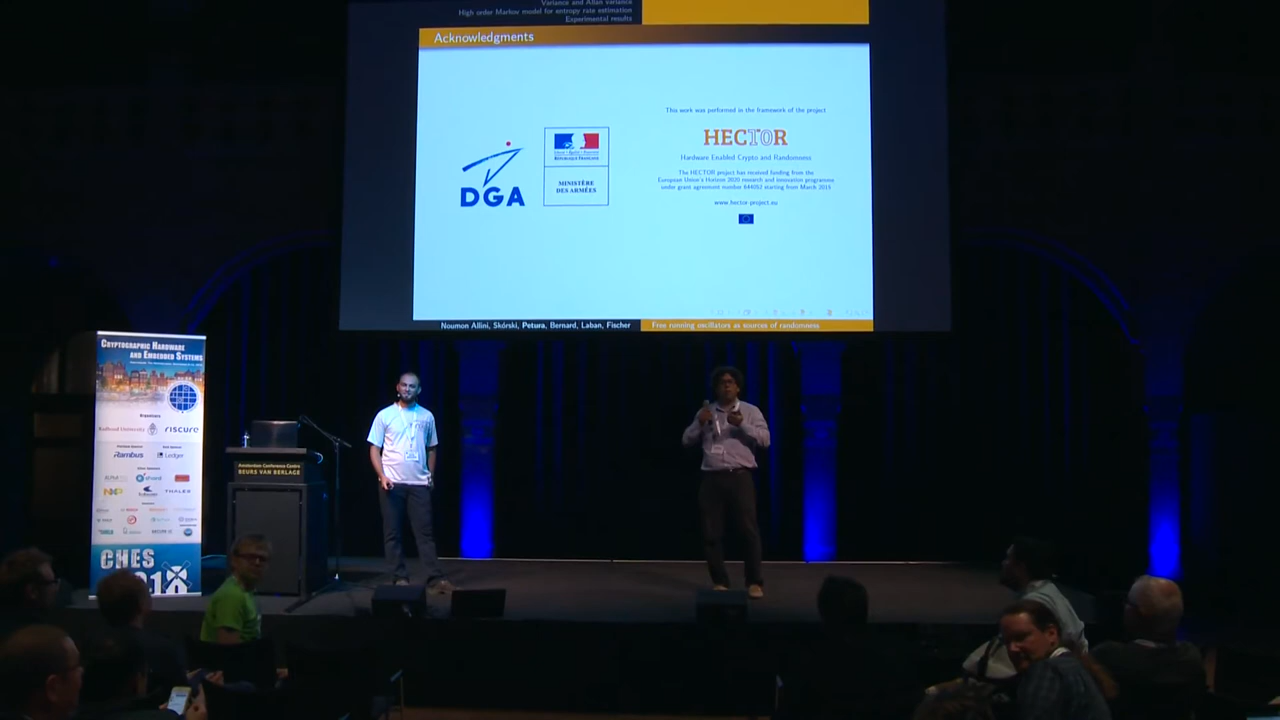 Variance and Allan variance
High order Markov model for entropy rate estimation
Experimental results
Acknowledgments
DGA
RÉPUBLIQUE FRANÇAISE
MINISTÈRE
DES ARMÉES
This work was performed in the framework of the project
HECTOR
Hardware Enabled Crypto and Randomness
The HECTOR project has received funding from the
European Union's Horizon 2020 research and innovation programme
under grant agreement number 644052 starting from March 2015
www.hector-project.eu
Noumon Allini, Skórski, Petura, Bernard, Laban, Fischer
Free running oscillators as sources of randomness
CRYPTOGRAPHIC HARDWARE
AND EMBEDDED SYSTEMS
Radboud University
riscure
Rambus
Ledger
NXP
THALES
CHES
Amsterdam Conference Centre
BEURS VAN BERLAGE